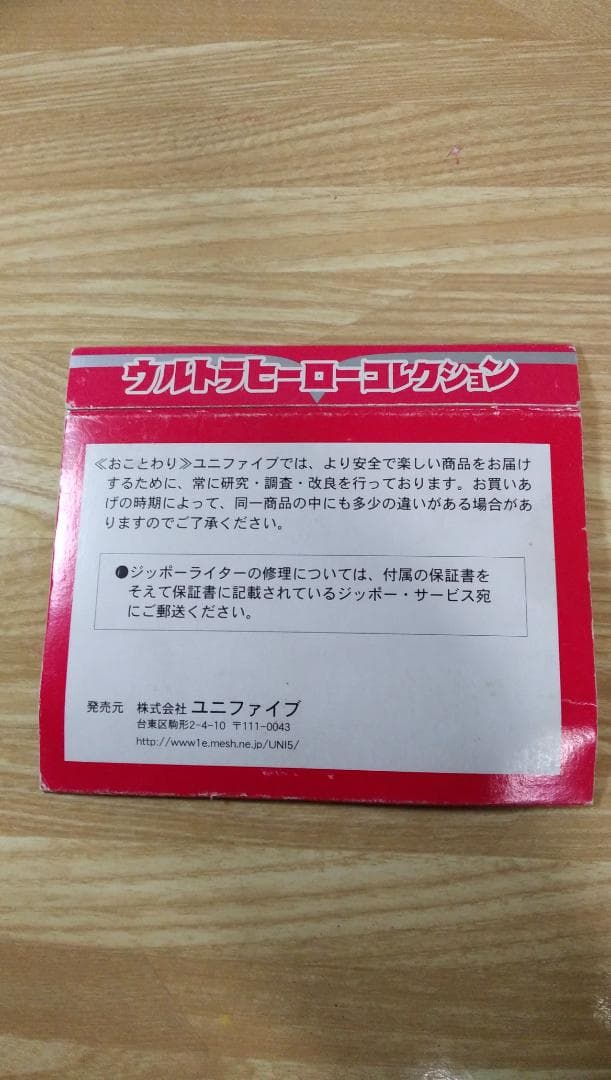 ウルトラヒーローコレクション
≪おことわり≫ユニファイブでは、より安全で楽しい商品をお届け
するために、常に研究・調査・改良を行っております。お買いあ
げの時期によって、同一商品の中にも多少の違いがある場合があ
りますのでご了承ください。
●ジッポーライターの修理については、付属の保証書を
そえて保証書に記載されているジッポー・サービス宛
にご郵送ください。
発売元 株式会社 ユニファイブ
台東区駒形2-4-10 〒111-0043
http://www1e.mesh.ne.jp/UNI5/